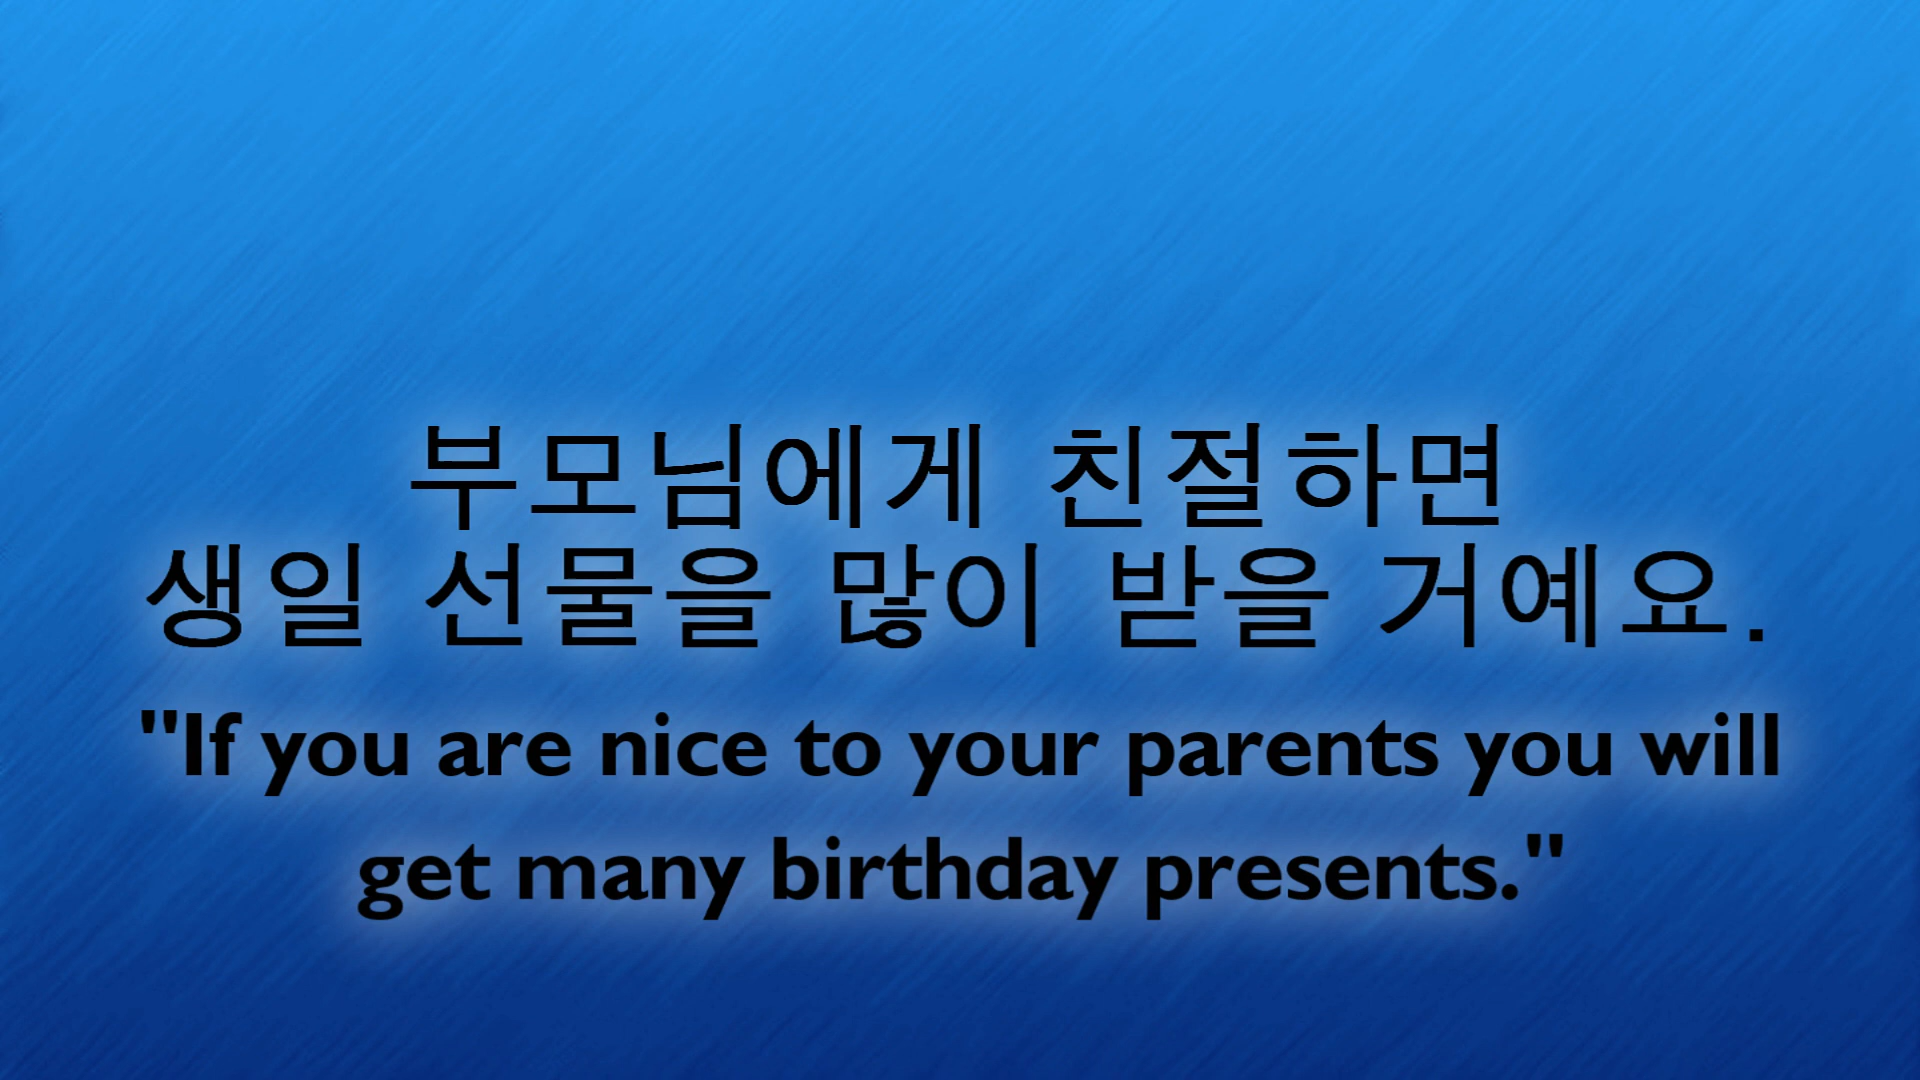 부모님에게 친절하면
생일 선물을 많이 받을 거예요.
"If you are nice to your parents you will
get many birthday presents."